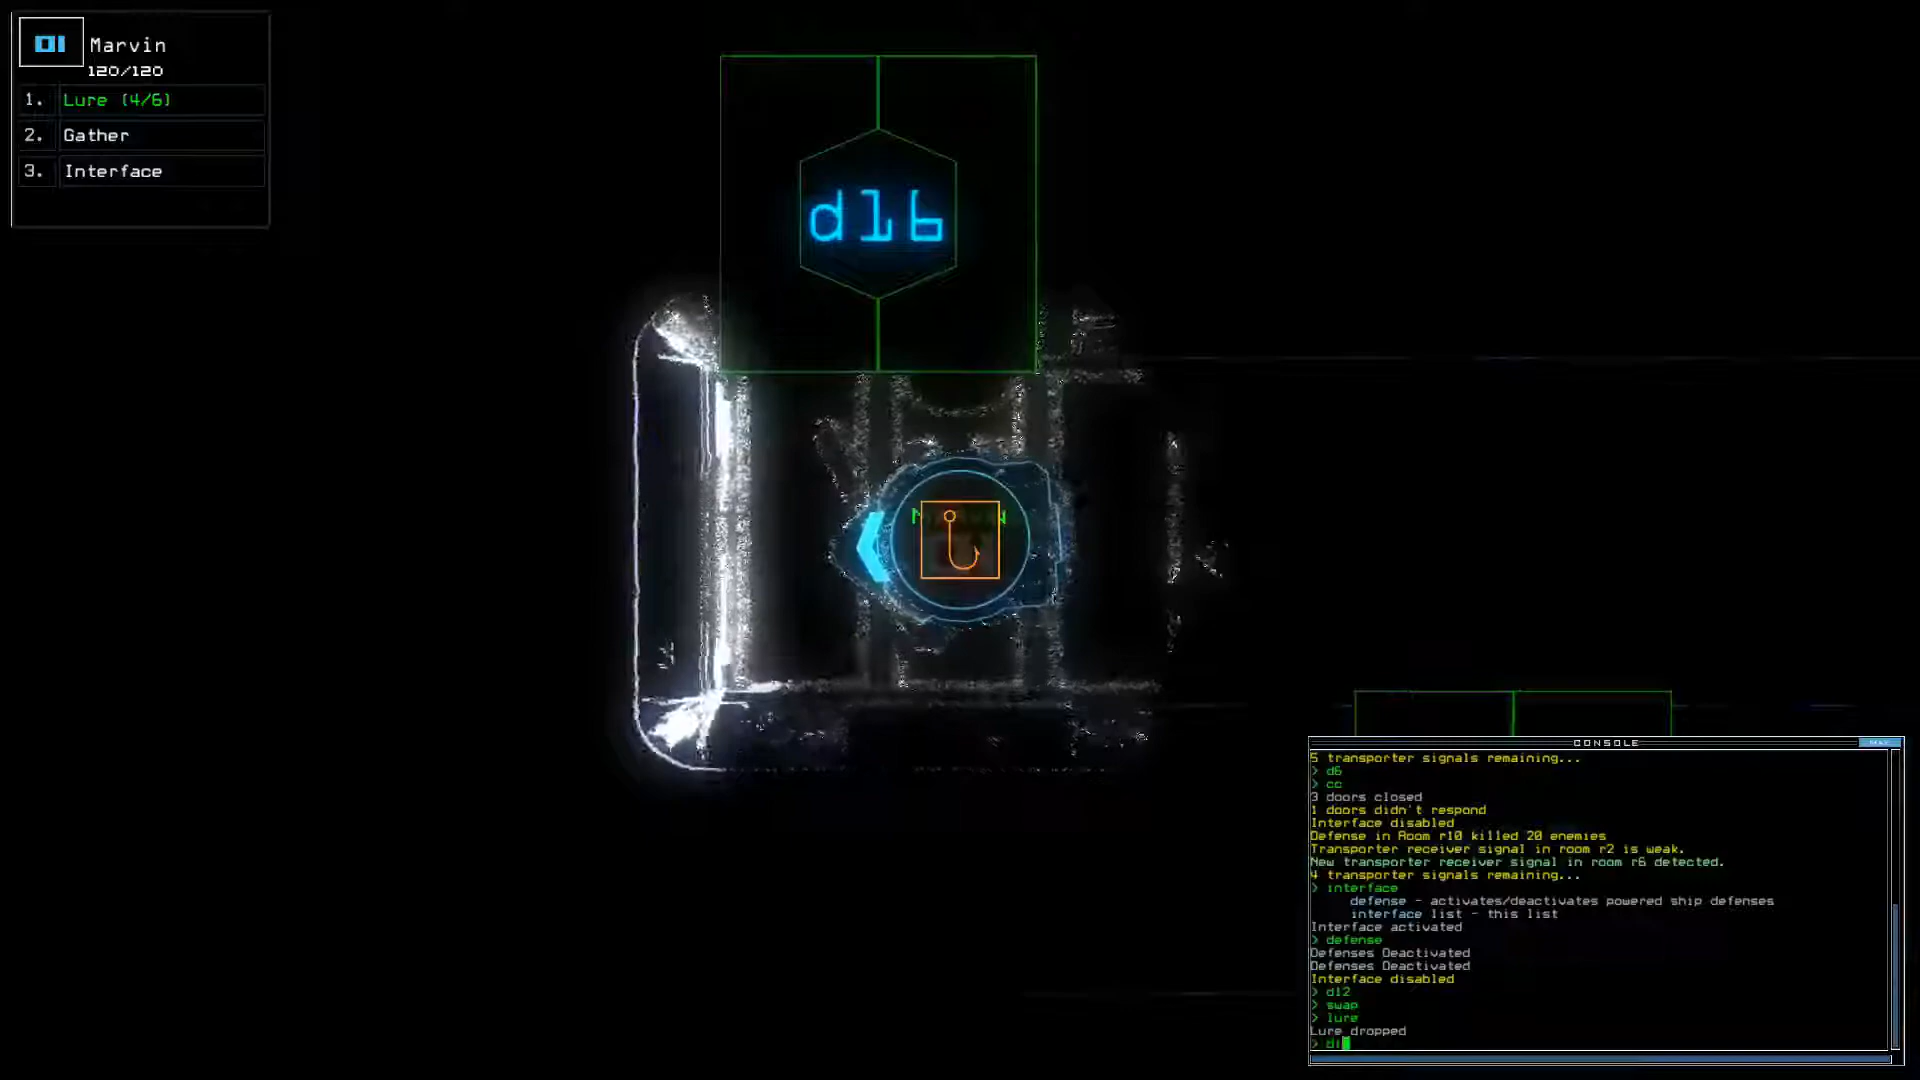 01 Marvin
120/120
1. Lure (4/6)
2. Gather
3. Interface
d16
CONSOLE
5 transporter signals remaining...
> d6
> cc
3 doors closed
1 doors didn't respond
Interface disabled
Defense in Room r10 killed 20 enemies
Transporter receiver signal in room r2 is weak.
New transporter receiver signal in room r6 detected.
4 transporter signals remaining...
> interface
defense - activates/deactivates powered ship defenses
interface list - this list
Interface activated
> defense
Defenses Deactivated
Defenses Deactivated
Interface disabled
> d12
> swap
> lure
Lure dropped
> d1